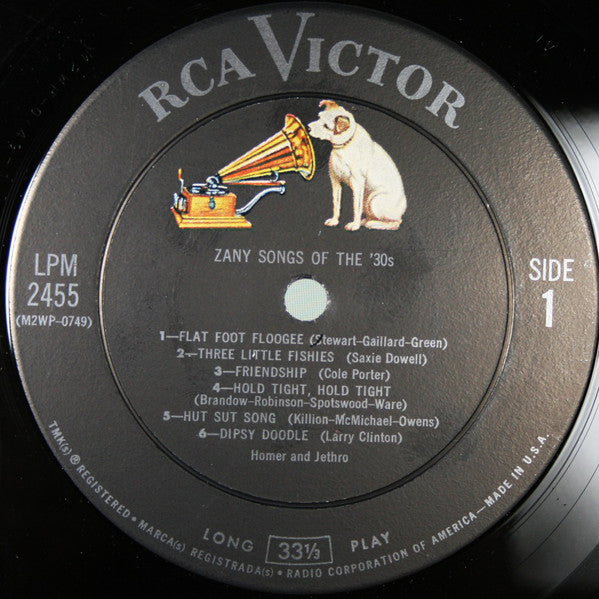 RCA VICTOR
ZANY SONGS OF THE '30s
LPM
2455
(M2WP-0749)
SIDE
1
1—FLAT FOOT FLOOGEE (Stewart-Gaillard-Green)
2—THREE LITTLE FISHIES (Saxie Dowell)
3—FRIENDSHIP (Cole Porter)
4—HOLD TIGHT, HOLD TIGHT
(Brandow-Robinson-Spotswood-Ware)
5—HUT SUT SONG (Killion-McMichael-Owens)
6—DIPSY DOODLE (Larry Clinton)
Homer and Jethro
LONG 33⅓ PLAY
TMK(s) ® REGISTERED • MARCA(s) REGISTRADA(s) • RADIO CORPORATION OF AMERICA—MADE IN U.S.A.